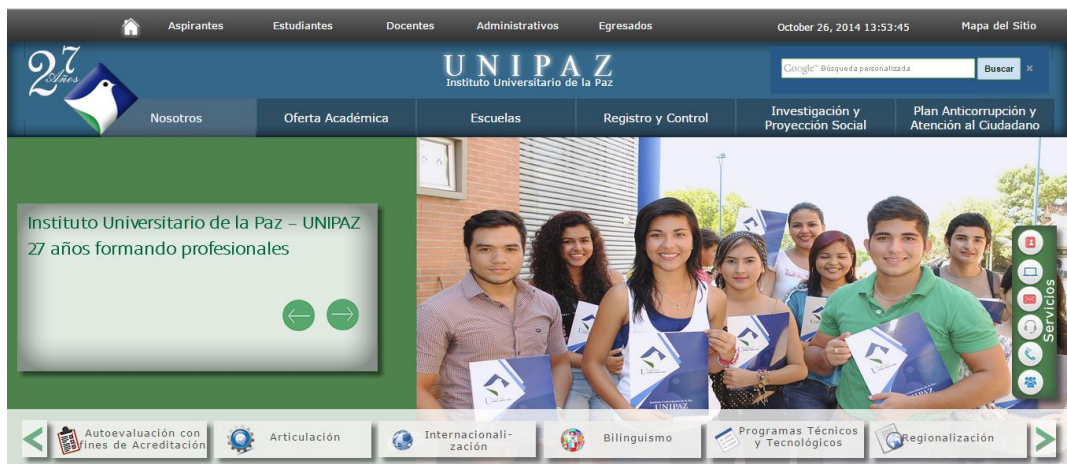 Aspirantes
Estudiantes
Docentes
Administrativos
Egresados
October 26, 2014 13:53:45
Mapa del Sitio
27
Años
UNIPAZ
Instituto Universitario de la Paz
Google™ Búsqueda personalizada
Buscar
×
Nosotros
Oferta Académica
Escuelas
Registro y Control
Investigación y
Proyección Social
Plan Anticorrupción y
Atención al Ciudadano
Instituto Universitario de la Paz – UNIPAZ
27 años formando profesionales
UNIPAZ
Servicios
Autoevaluación con
fines de Acreditación
Articulación
Internacionali-
zación
Bilinguismo
Programas Técnicos
y Tecnológicos
Regionalización